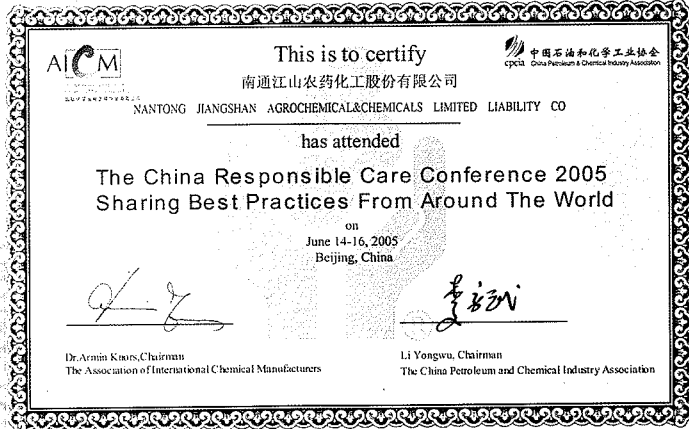 AICM
This is to certify
中国石油和化学工业协会
cpcia China Petroleum & Chemical Industry Association
南通江山农药化工股份有限公司
NANTONG JIANGSHAN AGROCHEMICAL&CHEMICALS LIMITED LIABILITY CO
has attended
The China Responsible Care Conference 2005
Sharing Best Practices From Around The World
on
June 14-16, 2005
Beijing, China
Dr.Armin Knors,Chairman
The Association of International Chemical Manufacturers
Li Yongwu, Chairman
The China Petroleum and Chemical Industry Association